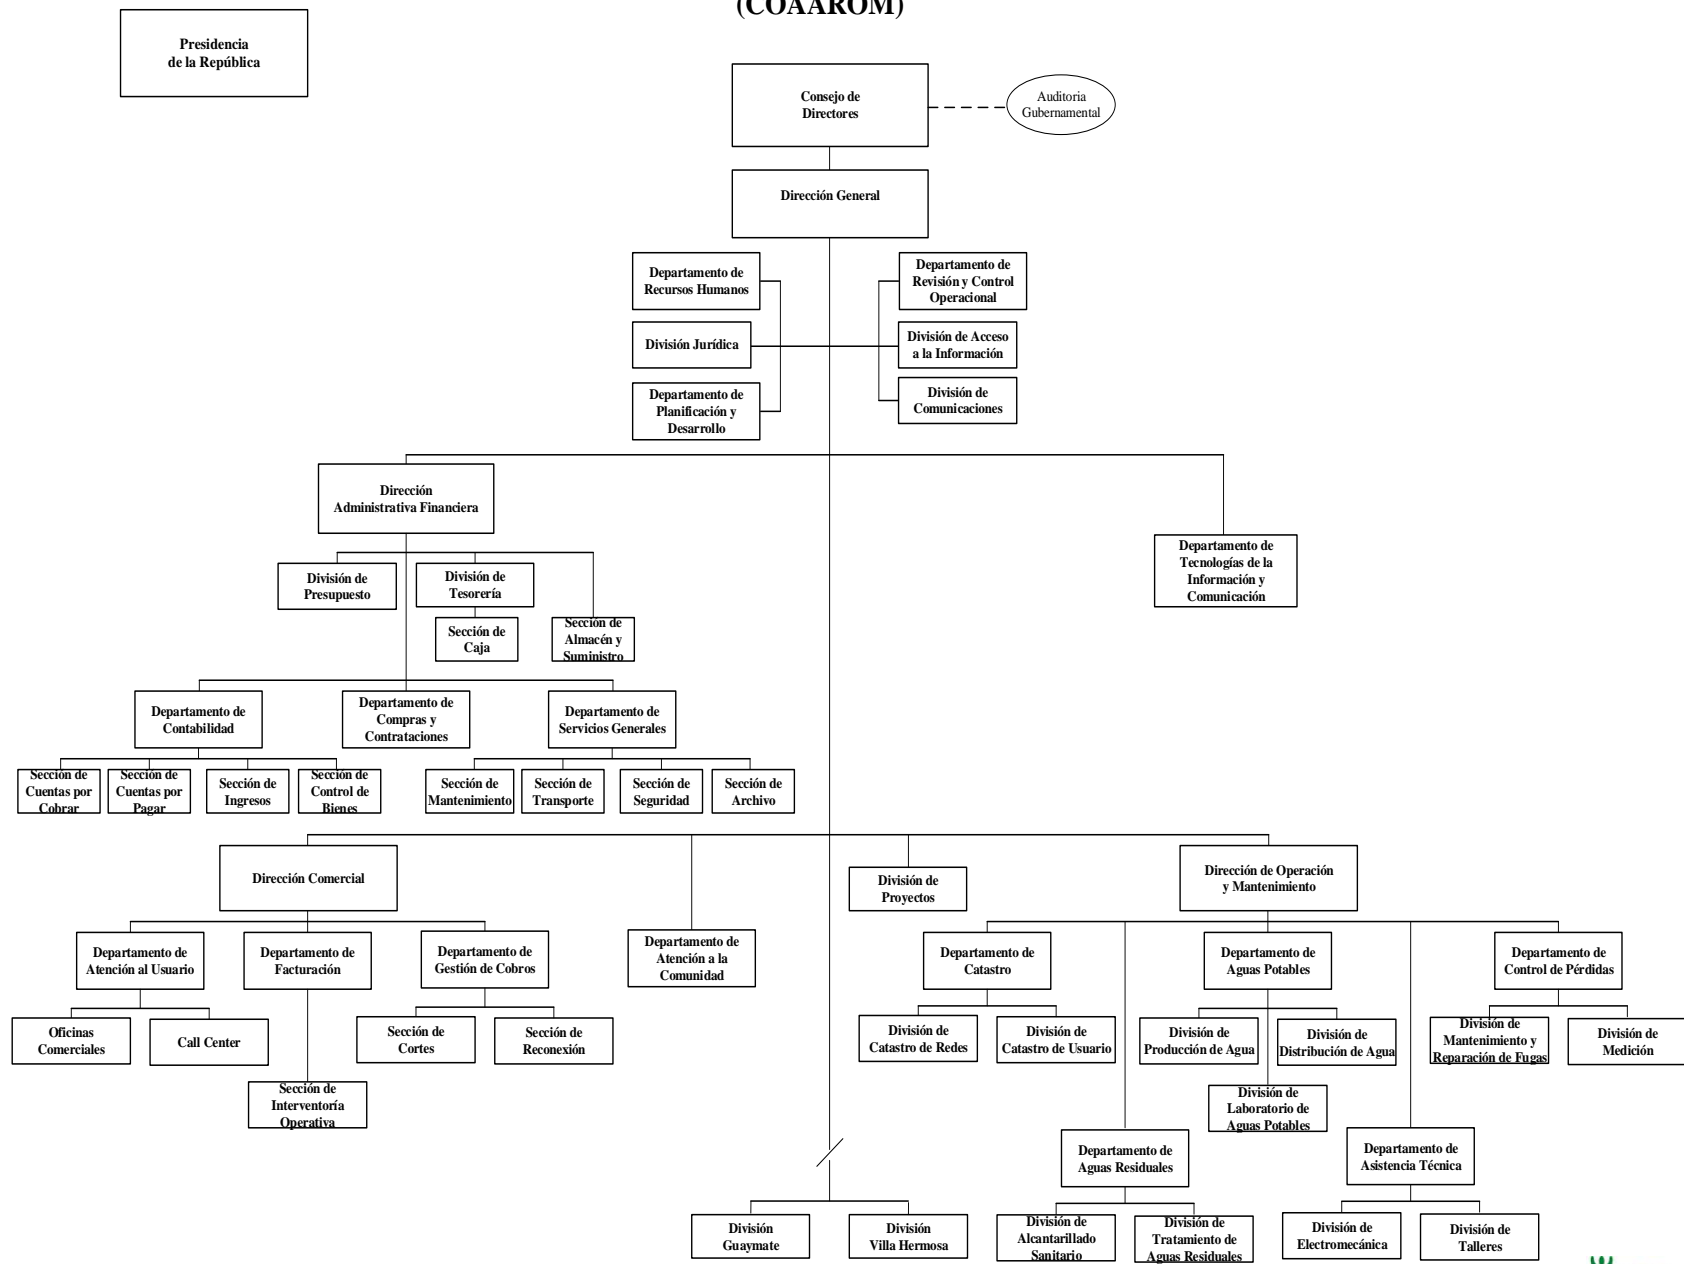 (COAAROM)
Presidencia
de la República
Consejo de
Directores
Auditoria
Gubernamental
Dirección General
Departamento de
Recursos Humanos
Departamento de
Revisión y Control
Operacional
División Jurídica
División de Acceso
a la Información
Departamento de
Planificación y
Desarrollo
División de
Comunicaciones
Dirección
Administrativa Financiera
Departamento de
Tecnologías de la
Información y
Comunicación
División de
Presupuesto
División de
Tesorería
Sección de
Caja
Sección de
Almacén y
Suministro
Departamento de
Contabilidad
Departamento de
Compras y
Contrataciones
Departamento de
Servicios Generales
Sección de
Cuentas por
Cobrar
Sección de
Cuentas por
Pagar
Sección de
Ingresos
Sección de
Control de
Bienes
Sección de
Mantenimiento
Sección de
Transporte
Sección de
Seguridad
Sección de
Archivo
Dirección Comercial
División de
Proyectos
Dirección de Operación
y Mantenimiento
Departamento de
Atención al Usuario
Departamento de
Facturación
Departamento de
Gestión de Cobros
Departamento de
Atención a la
Comunidad
Departamento de
Catastro
Departamento de
Aguas Potables
Departamento de
Control de Pérdidas
Oficinas
Comerciales
Call Center
Sección de
Cortes
Sección de
Reconexión
División de
Catastro de Redes
División de
Catastro de Usuario
División de
Producción de Agua
División de
Distribución de Agua
División de
Mantenimiento y
Reparación de Fugas
División de
Medición
Sección de
Interventoría
Operativa
División de
Laboratorio de
Aguas Potables
Departamento de
Aguas Residuales
Departamento de
Asistencia Técnica
División
Guaymate
División
Villa Hermosa
División de
Alcantarillado
Sanitario
División de
Tratamiento de
Aguas Residuales
División de
Electromecánica
División de
Talleres